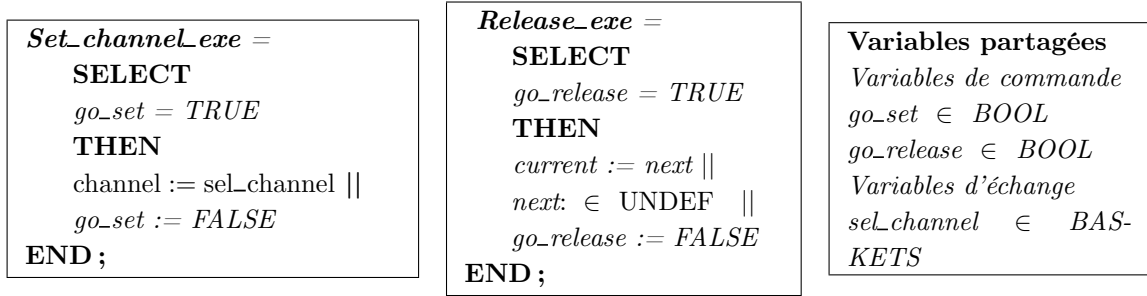 Set_channel_exe =
SELECT
go_set = TRUE
THEN
channel := sel_channel ||
go_set := FALSE
END ;
Release_exe =
SELECT
go_release = TRUE
THEN
current := next ||
next: ∈ UNDEF ||
go_release := FALSE
END ;
Variables partagées
Variables de commande
go_set ∈ BOOL
go_release ∈ BOOL
Variables d'échange
sel_channel ∈ BAS-
KETS